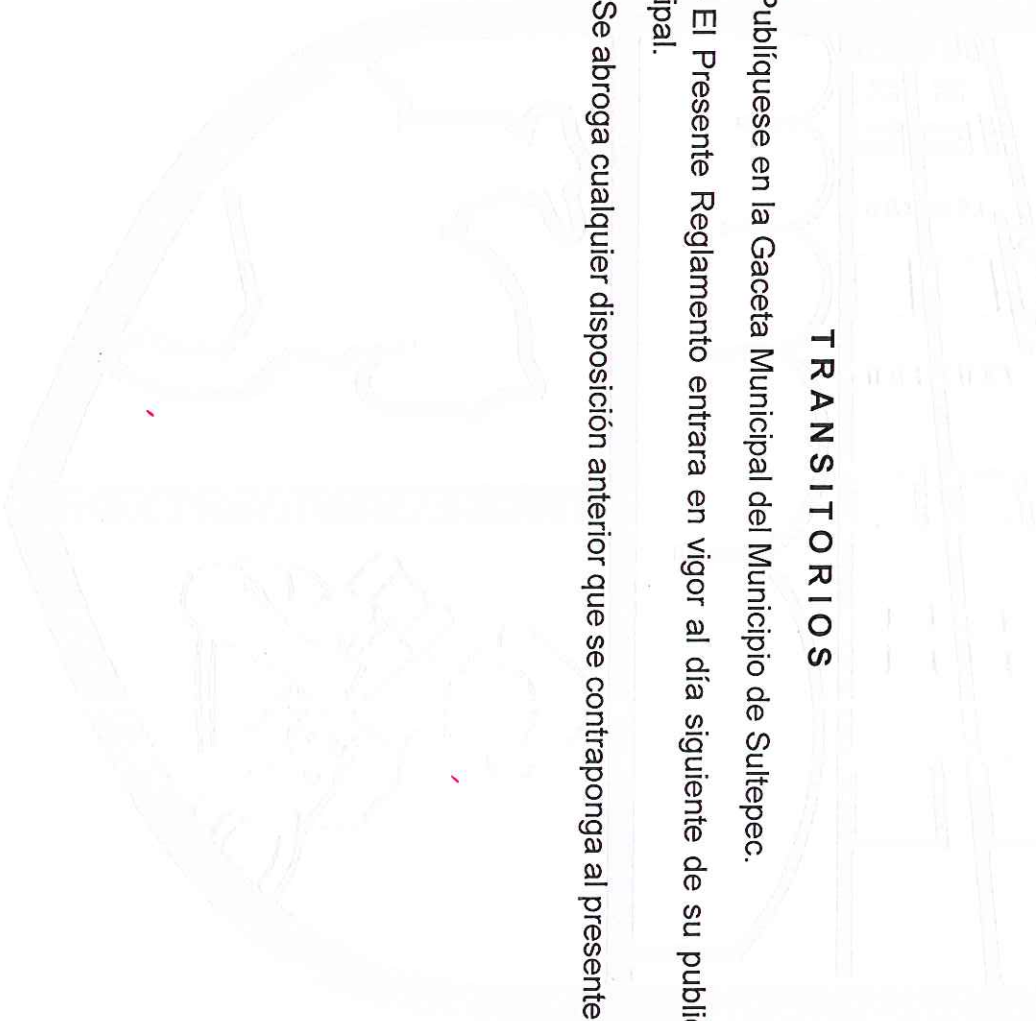 TRANSITORIOS
Publíquese en la Gaceta Municipal del Municipio de Sultepec.
El Presente Reglamento entrara en vigor al día siguiente de su public
ipal.
Se abroga cualquier disposición anterior que se contraponga al presente